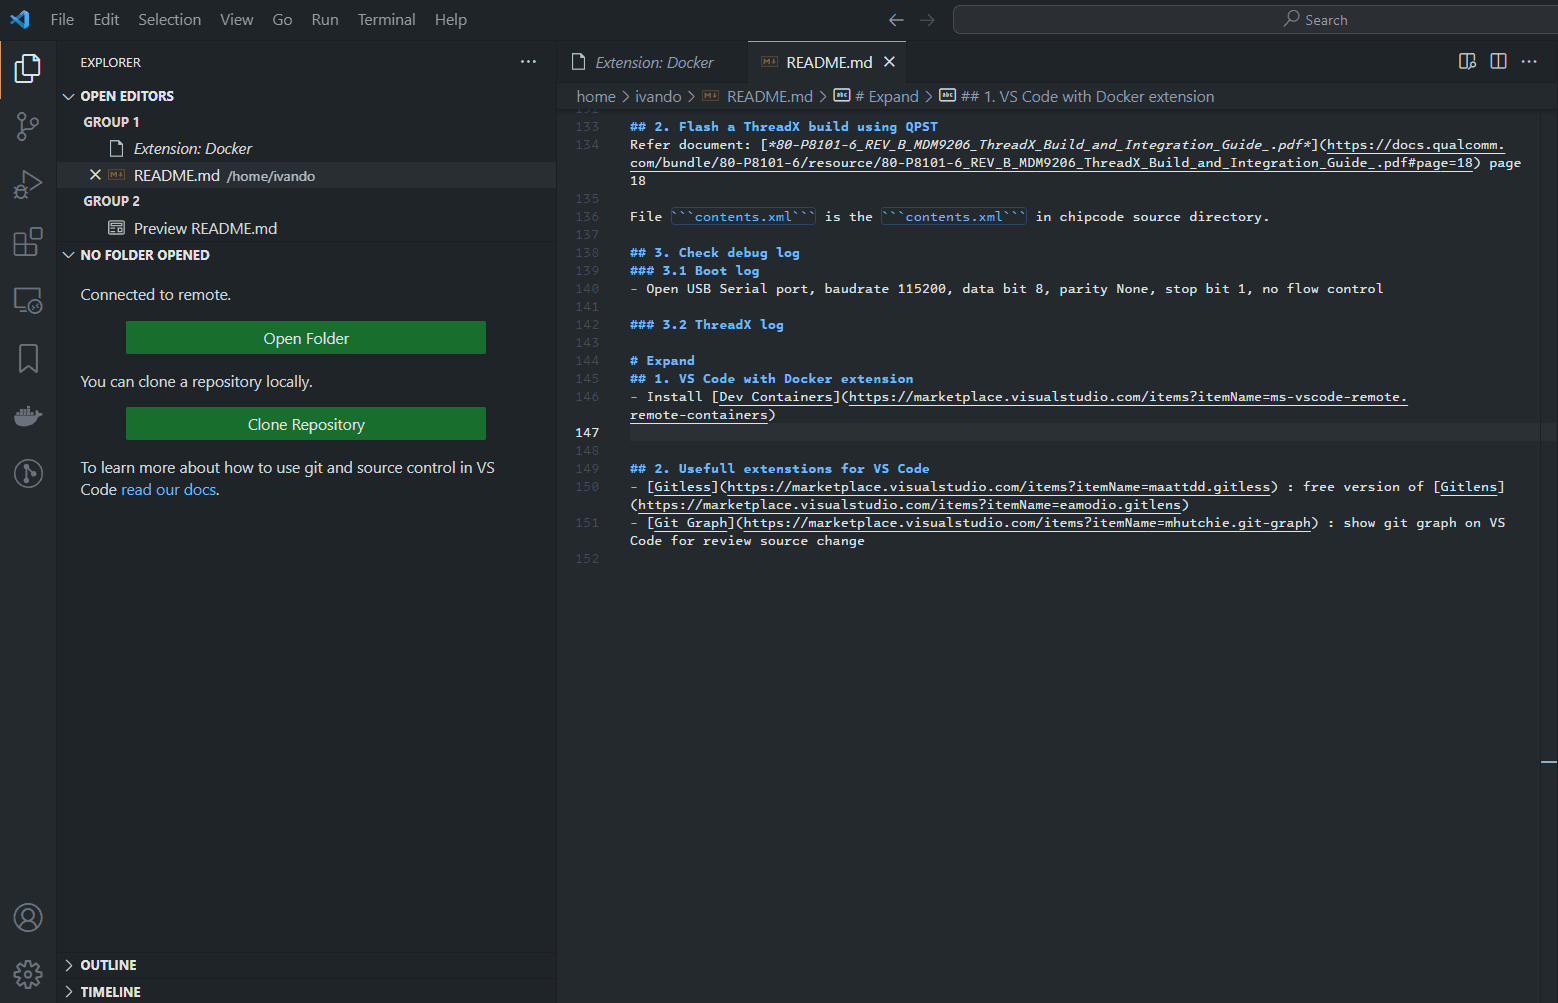 File Edit Selection View Go Run Terminal Help
Search
EXPLORER
OPEN EDITORS
GROUP 1
Extension: Docker
README.md /home/ivando
GROUP 2
Preview README.md
NO FOLDER OPENED
Connected to remote.
Open Folder
You can clone a repository locally.
Clone Repository
To learn more about how to use git and source control in VS
Code read our docs.
OUTLINE
TIMELINE
Extension: Docker
README.md
home > ivando > README.md > # Expand > ## 1. VS Code with Docker extension
132
133 ## 2. Flash a ThreadX build using QPST
134 Refer document: [*80-P8101-6_REV_B_MDM9206_ThreadX_Build_and_Integration_Guide_.pdf*](https://docs.qualcomm.
com/bundle/80-P8101-6/resource/80-P8101-6_REV_B_MDM9206_ThreadX_Build_and_Integration_Guide_.pdf#page=18) page
18
135
136 File ```contents.xml``` is the ```contents.xml``` in chipcode source directory.
137
138 ## 3. Check debug log
139 ### 3.1 Boot log
140 - Open USB Serial port, baudrate 115200, data bit 8, parity None, stop bit 1, no flow control
141
142 ### 3.2 ThreadX log
143
144 # Expand
145 ## 1. VS Code with Docker extension
146 - Install [Dev Containers](https://marketplace.visualstudio.com/items?itemName=ms-vscode-remote.
remote-containers)
147
148
149 ## 2. Usefull extenstions for VS Code
150 - [Gitless](https://marketplace.visualstudio.com/items?itemName=maattdd.gitless) : free version of [Gitlens]
(https://marketplace.visualstudio.com/items?itemName=eamodio.gitlens)
151 - [Git Graph](https://marketplace.visualstudio.com/items?itemName=mhutchie.git-graph) : show git graph on VS
Code for review source change
152